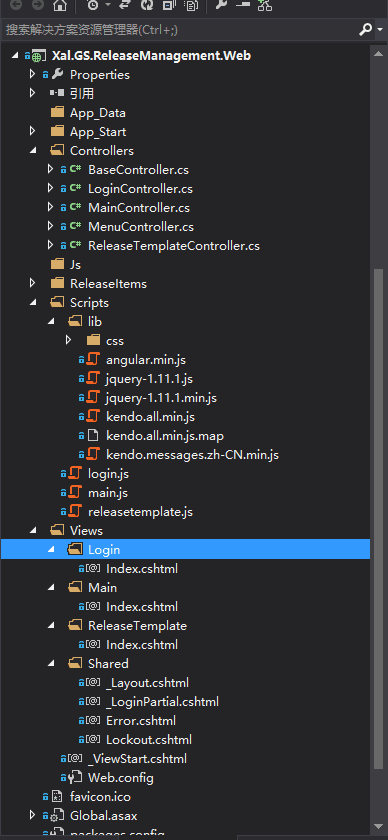 搜索解决方案资源管理器(Ctrl+;)
Xal.GS.ReleaseManagement.Web
Properties
引用
App_Data
App_Start
Controllers
C# BaseController.cs
C# LoginController.cs
C# MainController.cs
C# MenuController.cs
C# ReleaseTemplateController.cs
Js
ReleaseItems
Scripts
lib
css
angular.min.js
jquery-1.11.1.js
jquery-1.11.1.min.js
kendo.all.min.js
kendo.all.min.js.map
kendo.messages.zh-CN.min.js
login.js
main.js
releasetemplate.js
Views
Login
[@] Index.cshtml
Main
[@] Index.cshtml
ReleaseTemplate
[@] Index.cshtml
Shared
[@] _Layout.cshtml
[@] _LoginPartial.cshtml
[@] Error.cshtml
[@] Lockout.cshtml
[@] _ViewStart.cshtml
Web.config
favicon.ico
Global.asax
packages.config